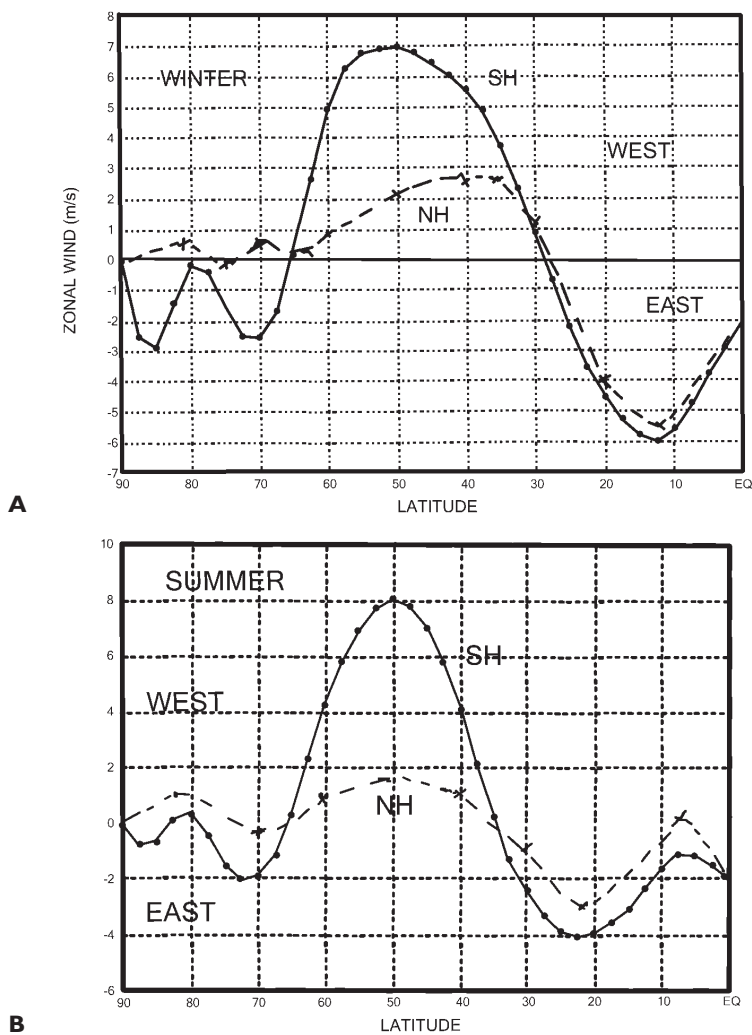 8
7
6
5
4
3
2
1
0
-1
-2
-3
-4
-5
-6
-7
ZONAL WIND (m/s)
WINTER
SH
WEST
NH
EAST
90 80 70 60 50 40 30 20 10 EQ
LATITUDE
A
10
8
6
4
2
0
-2
-4
-6
SUMMER
SH
WEST
NH
EAST
90 80 70 60 50 40 30 20 10 EQ
LATITUDE
B